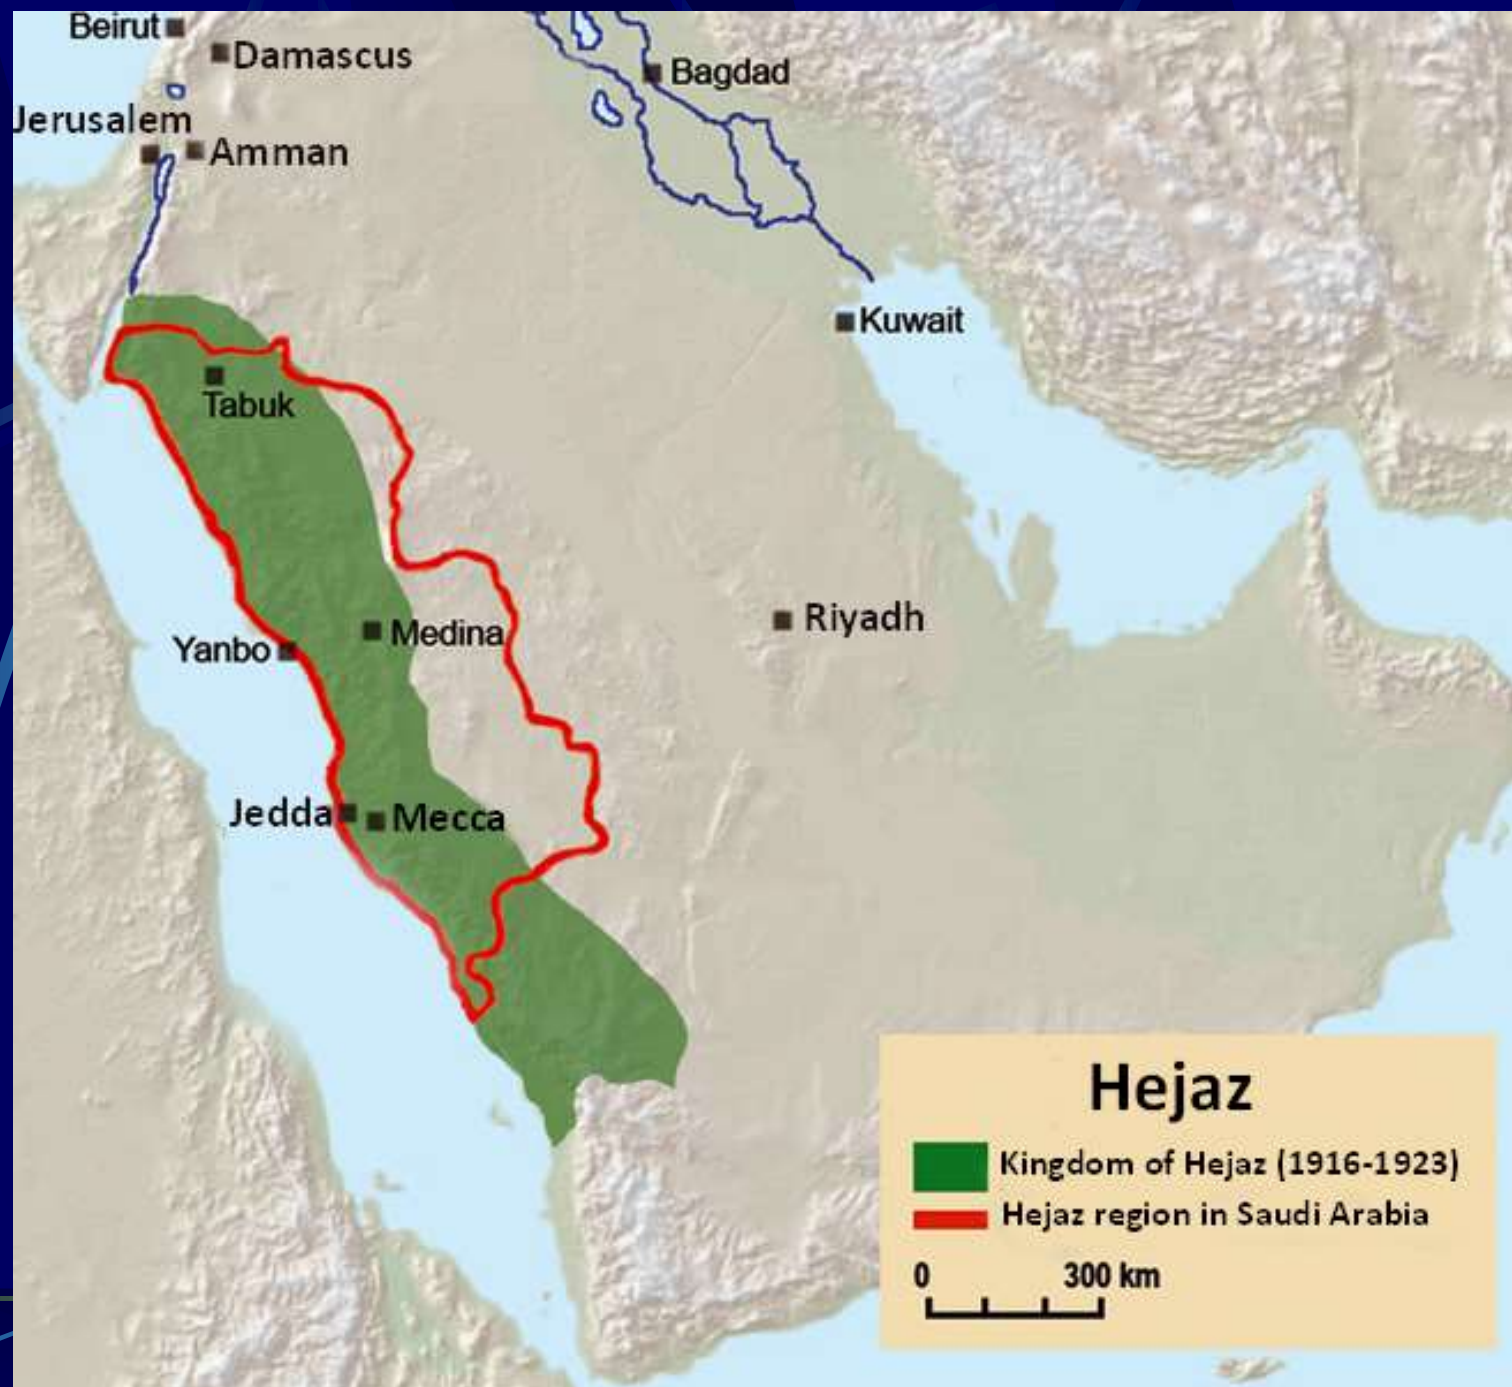 Beirut
Damascus
Bagdad
Jerusalem
Amman
Kuwait
Tabuk
Riyadh
Medina
Yanbo
Jedda
Mecca
Hejaz
Kingdom of Hejaz (1916-1923)
Hejaz region in Saudi Arabia
0 300 km